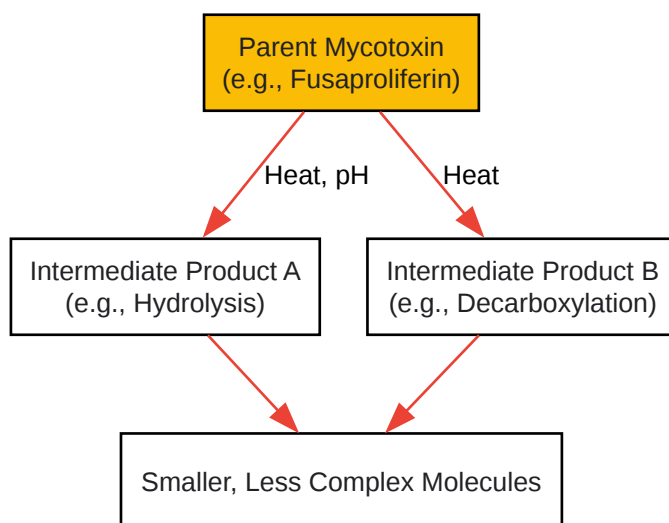 Parent Mycotoxin
(e.g., Fusaproliferin)
Heat, pH
Heat
Intermediate Product A
(e.g., Hydrolysis)
Intermediate Product B
(e.g., Decarboxylation)
Smaller, Less Complex Molecules